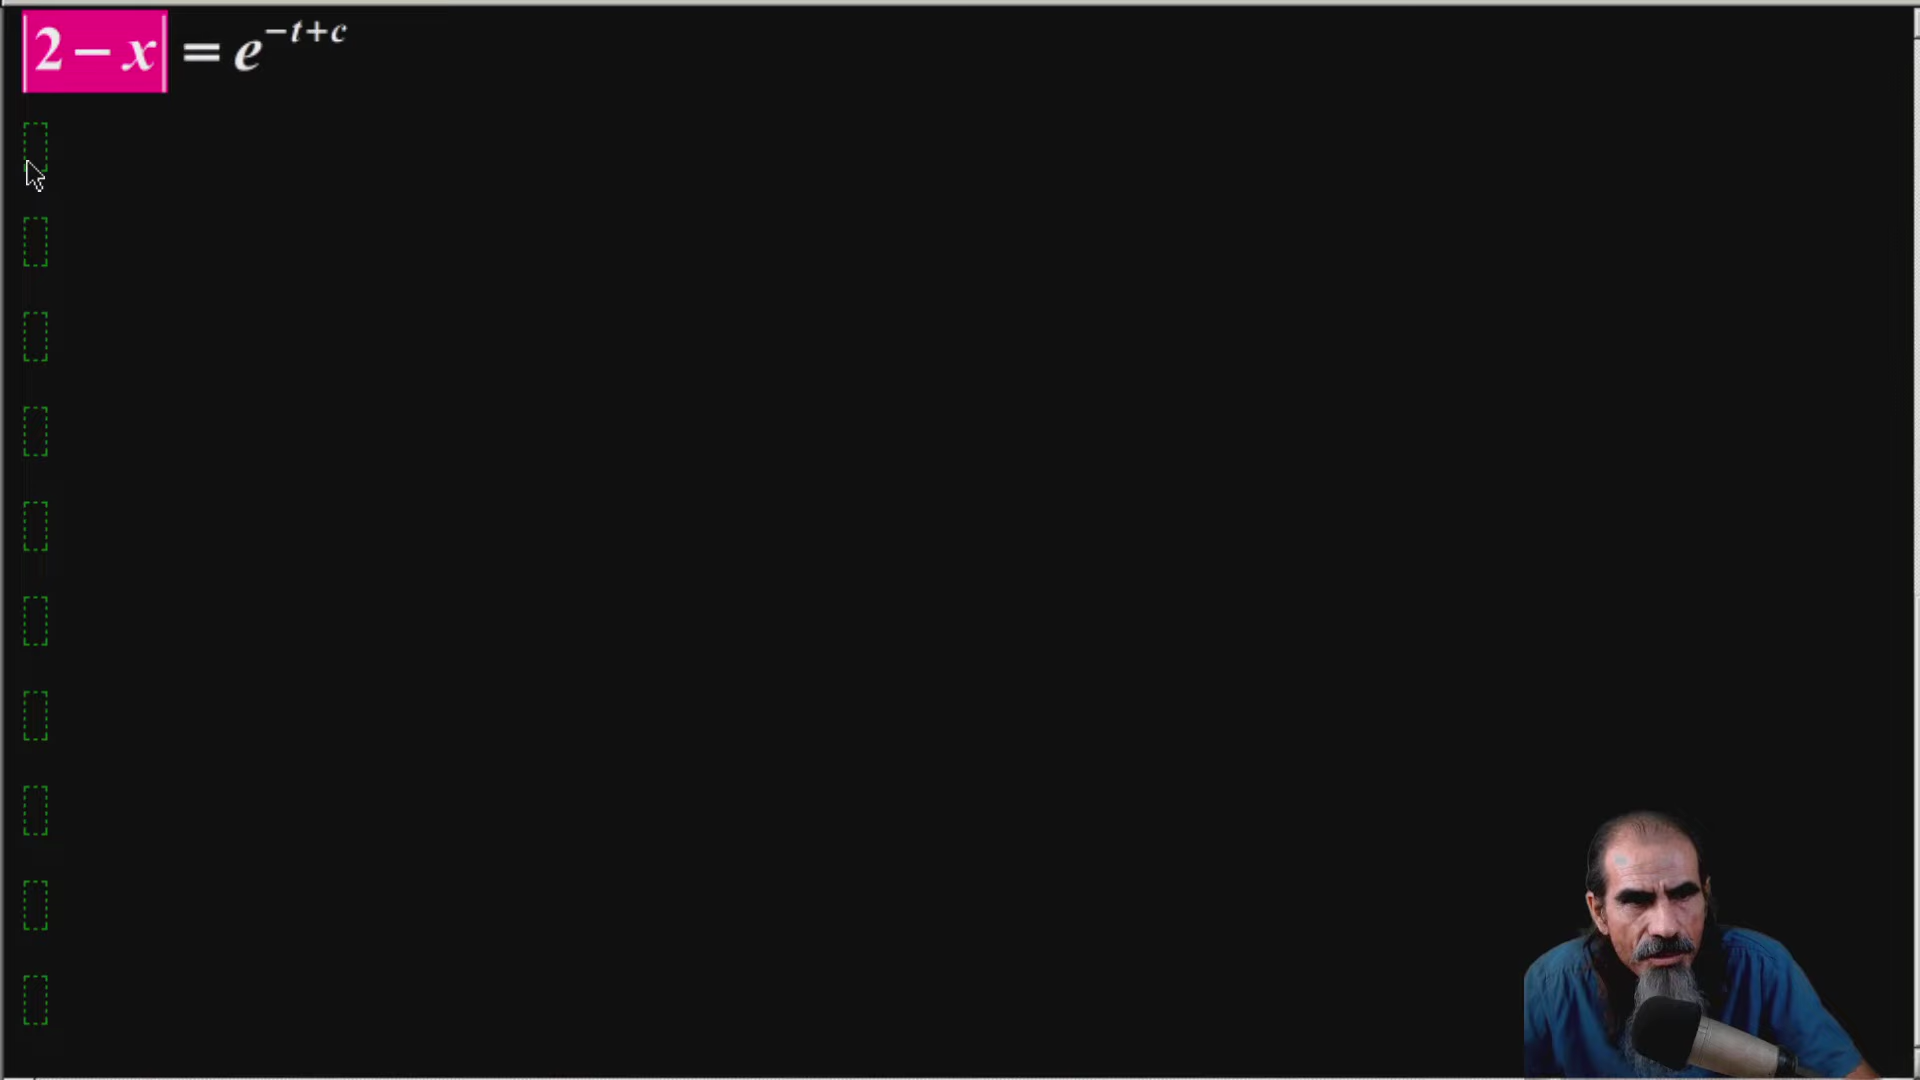 |2 − x| = e^{−t+c}